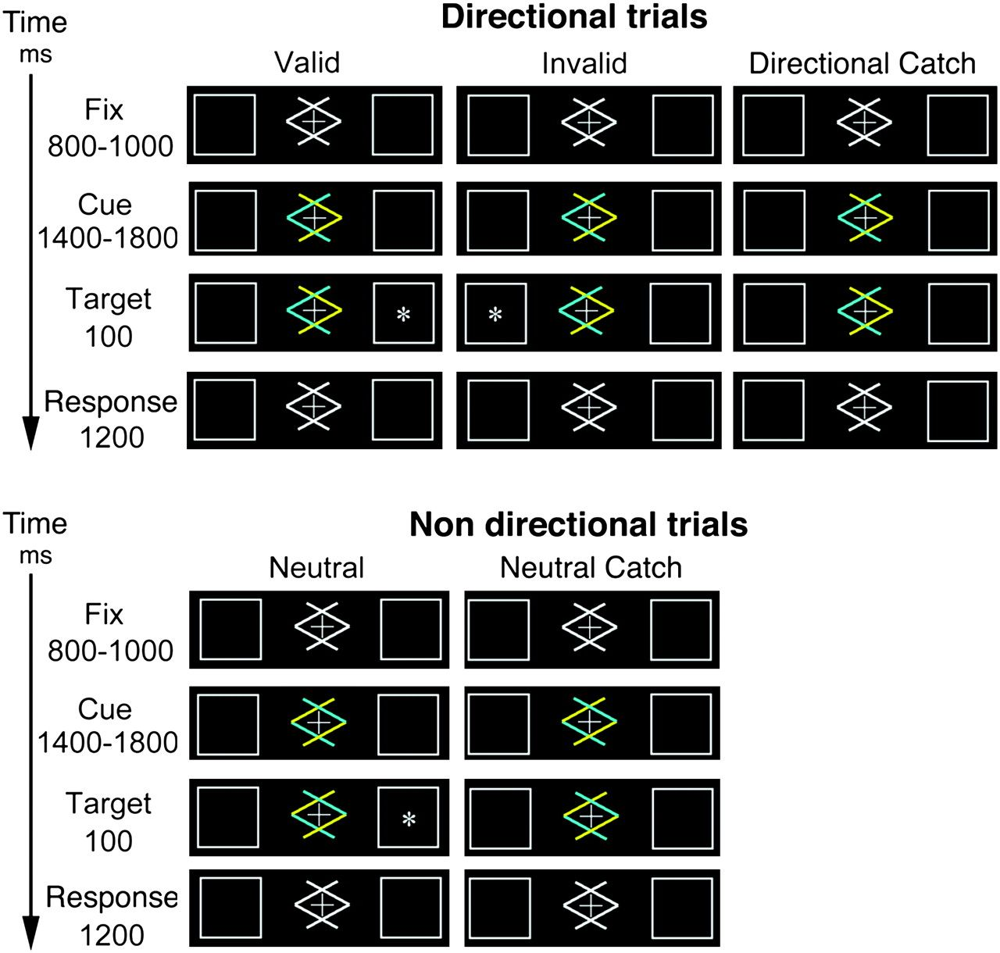 Time
ms
Directional trials
Valid
Invalid
Directional Catch
Fix
800-1000
Cue
1400-1800
Target
100
*
*
Response
1200
Time
ms
Non directional trials
Neutral
Neutral Catch
Fix
800-1000
Cue
1400-1800
Target
100
*
Response
1200